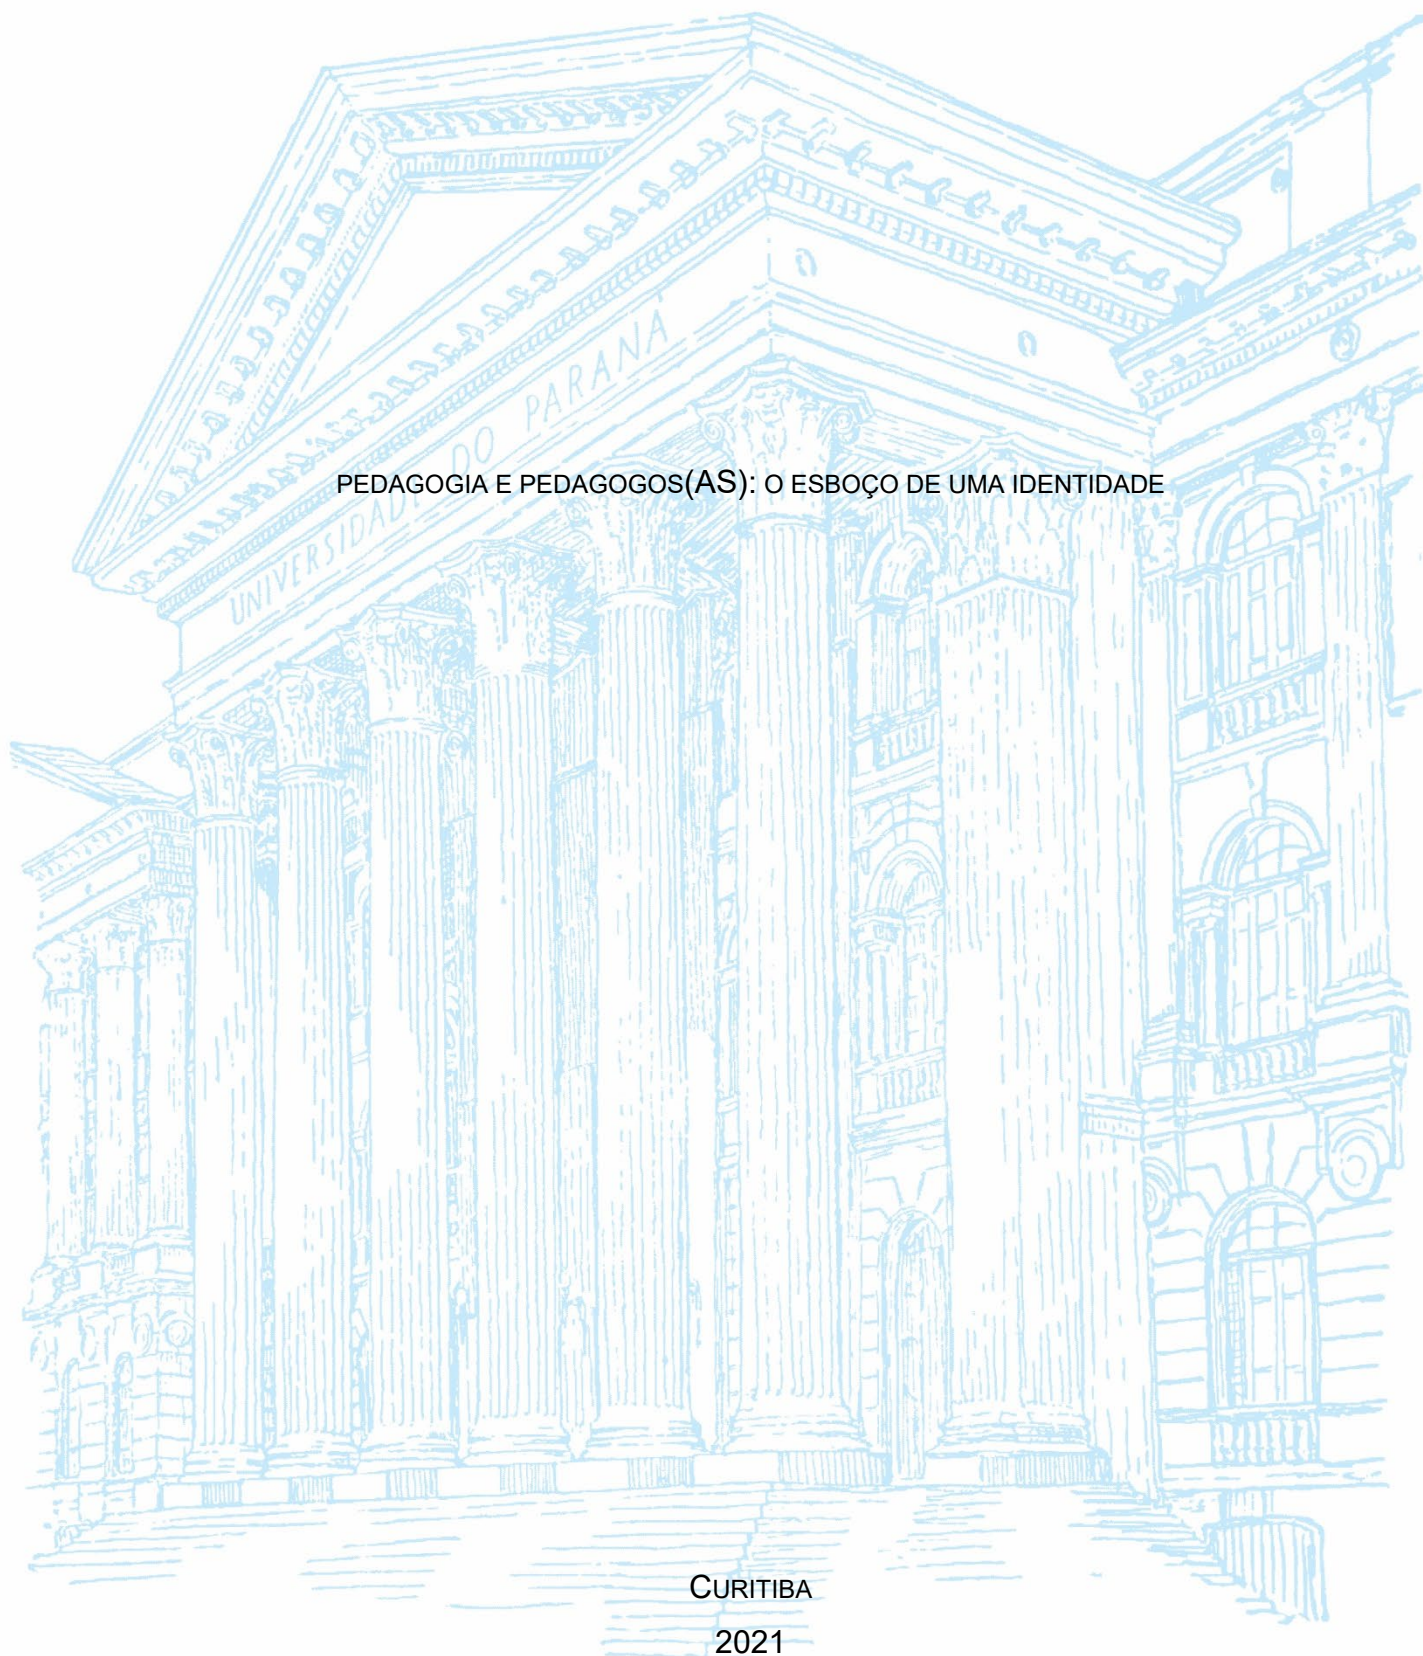 UNIVERSIDADE DO PARANÁ
PEDAGOGIA E PEDAGOGOS(AS): O ESBOÇO DE UMA IDENTIDADE
CURITIBA
2021